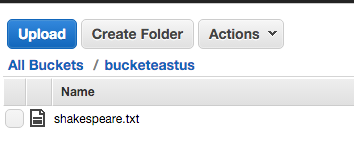 Upload Create Folder Actions
All Buckets / bucketeastus
Name
shakespeare.txt